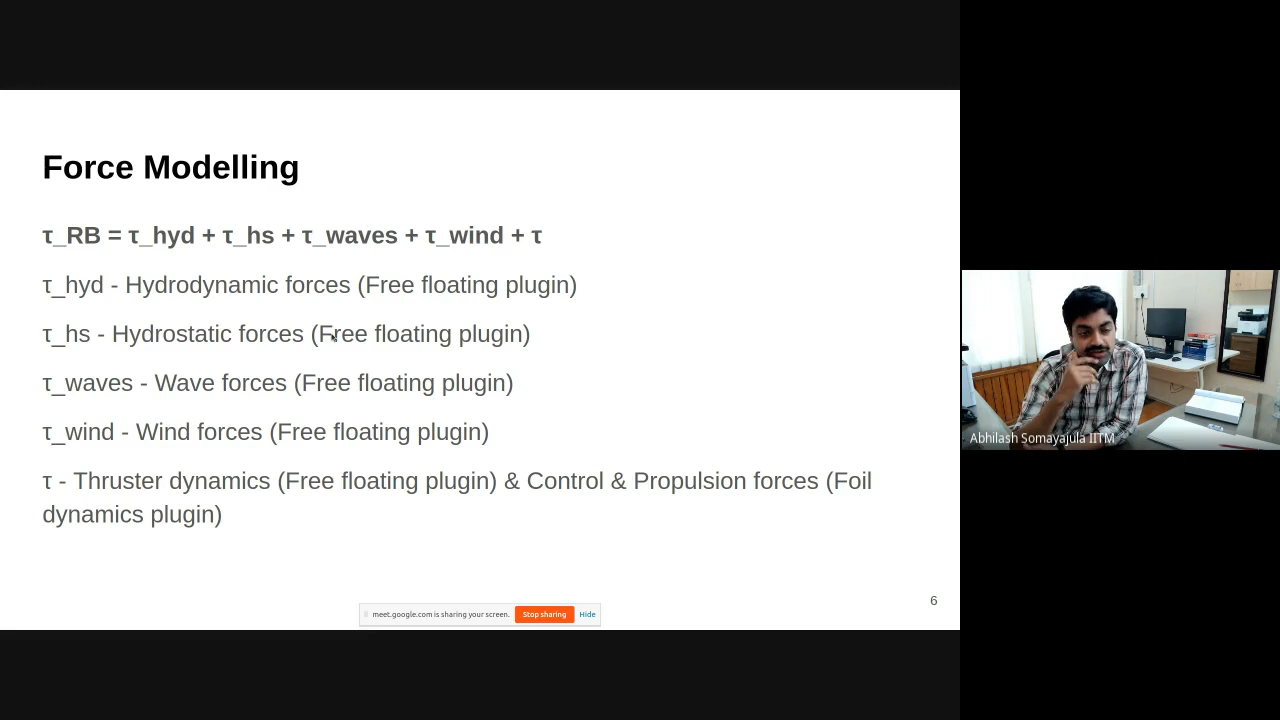 Force Modelling
τ_RB = τ_hyd + τ_hs + τ_waves + τ_wind + τ
τ_hyd - Hydrodynamic forces (Free floating plugin)
τ_hs - Hydrostatic forces (Free floating plugin)
τ_waves - Wave forces (Free floating plugin)
τ_wind - Wind forces (Free floating plugin)
τ - Thruster dynamics (Free floating plugin) & Control & Propulsion forces (Foil
dynamics plugin)
6
meet.google.com is sharing your screen. Stop sharing Hide
Abhilash Somayajula IITM